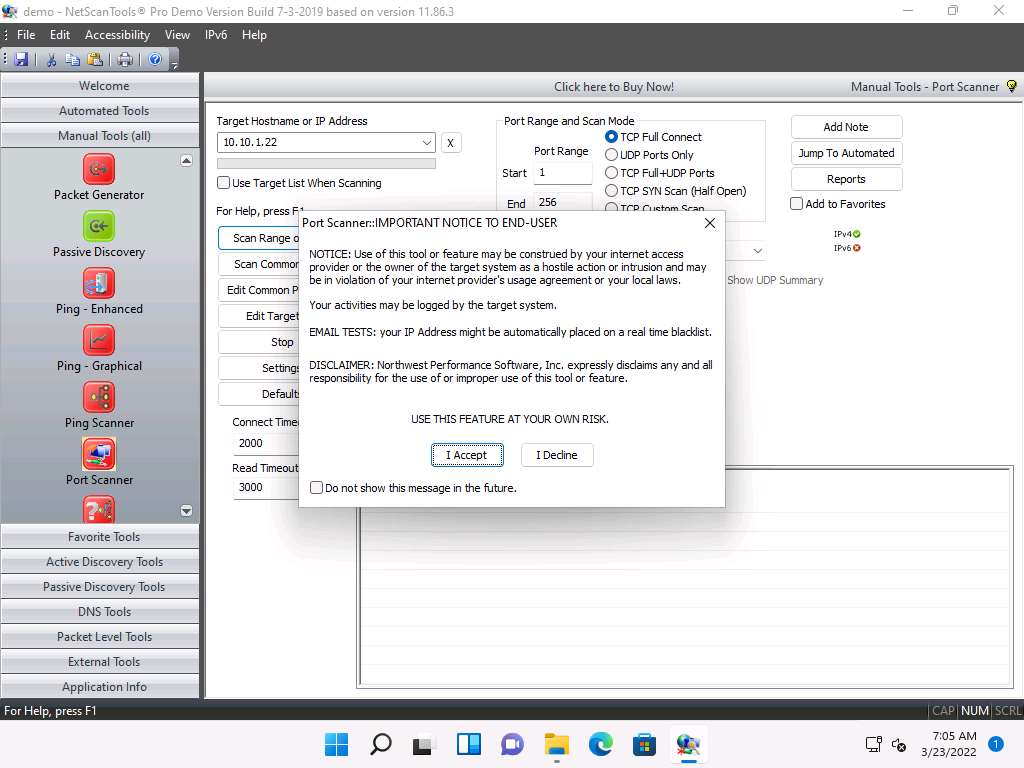 demo - NetScanTools® Pro Demo Version Build 7-3-2019 based on version 11.86.3
File Edit Accessibility View IPv6 Help
Welcome
Automated Tools
Manual Tools (all)
Packet Generator
Passive Discovery
Ping - Enhanced
Ping - Graphical
Ping Scanner
Port Scanner
Favorite Tools
Active Discovery Tools
Passive Discovery Tools
DNS Tools
Packet Level Tools
External Tools
Application Info
Click here to Buy Now!
Manual Tools - Port Scanner
Target Hostname or IP Address
10.10.1.22
X
Use Target List When Scanning
For Help, press F1
Scan Range o
Scan Common
Edit Common P
Edit Target
Stop
Settings
Defaults
Connect Timeo
2000
Read Timeout
3000
Port Range and Scan Mode
Port Range
Start 1
End 256
TCP Full Connect
UDP Ports Only
TCP Full+UDP Ports
TCP SYN Scan (Half Open)
TCP Custom Scan
Add Note
Jump To Automated
Reports
Add to Favorites
IPv4
IPv6
Show UDP Summary
Port Scanner::IMPORTANT NOTICE TO END-USER
NOTICE: Use of this tool or feature may be construed by your internet access
provider or the owner of the target system as a hostile action or intrusion and may
be in violation of your internet provider's usage agreement or your local laws.
Your activities may be logged by the target system.
EMAIL TESTS: your IP Address might be automatically placed on a real time blacklist.
DISCLAIMER: Northwest Performance Software, Inc. expressly disclaims any and all
responsibility for the use of or improper use of this tool or feature.
USE THIS FEATURE AT YOUR OWN RISK.
I Accept
I Decline
Do not show this message in the future.
For Help, press F1
CAP NUM SCRL
7:05 AM
3/23/2022
1